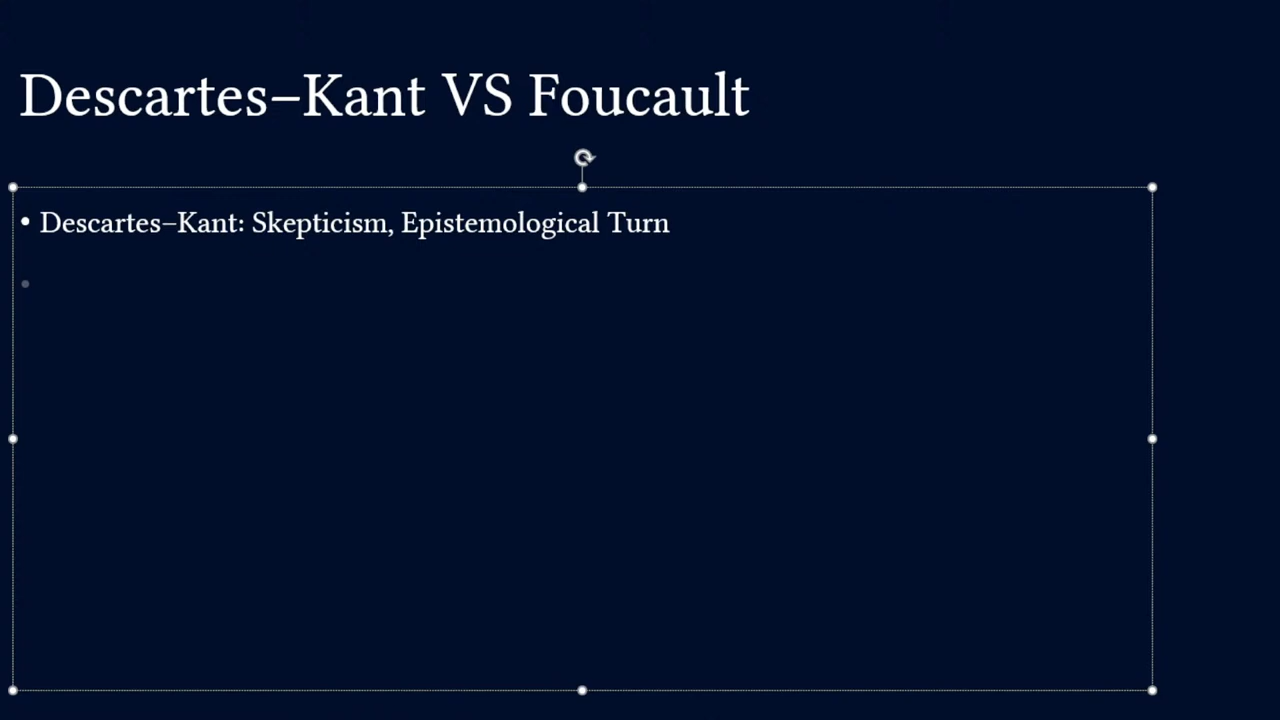 Descartes–Kant VS Foucault
• Descartes–Kant: Skepticism, Epistemological Turn